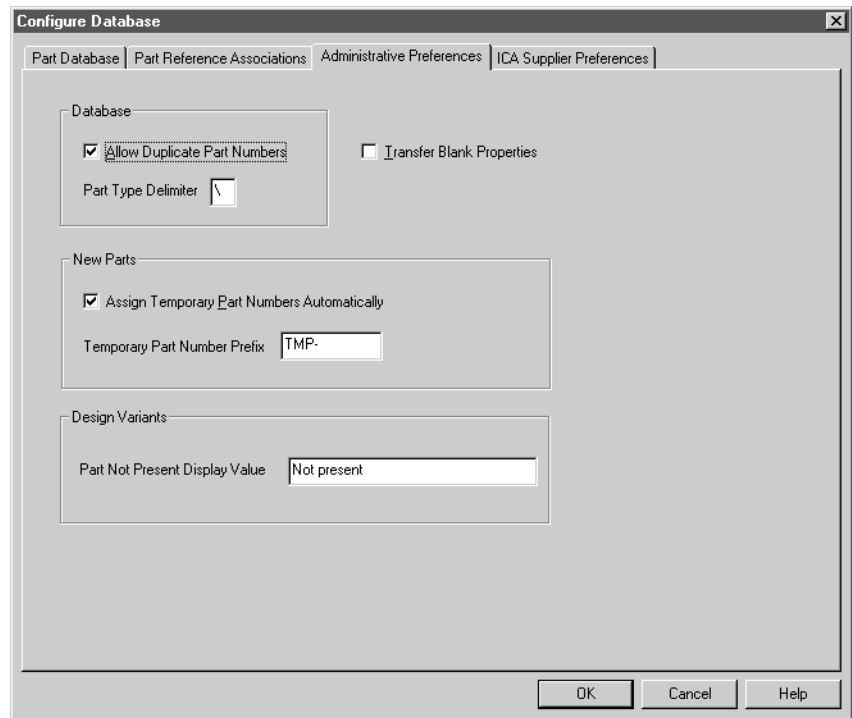 Configure Database
Part Database Part Reference Associations Administrative Preferences ICA Supplier Preferences
Database
Allow Duplicate Part Numbers
Transfer Blank Properties
Part Type Delimiter \
New Parts
Assign Temporary Part Numbers Automatically
Temporary Part Number Prefix TMP-
Design Variants
Part Not Present Display Value Not present
OK Cancel Help